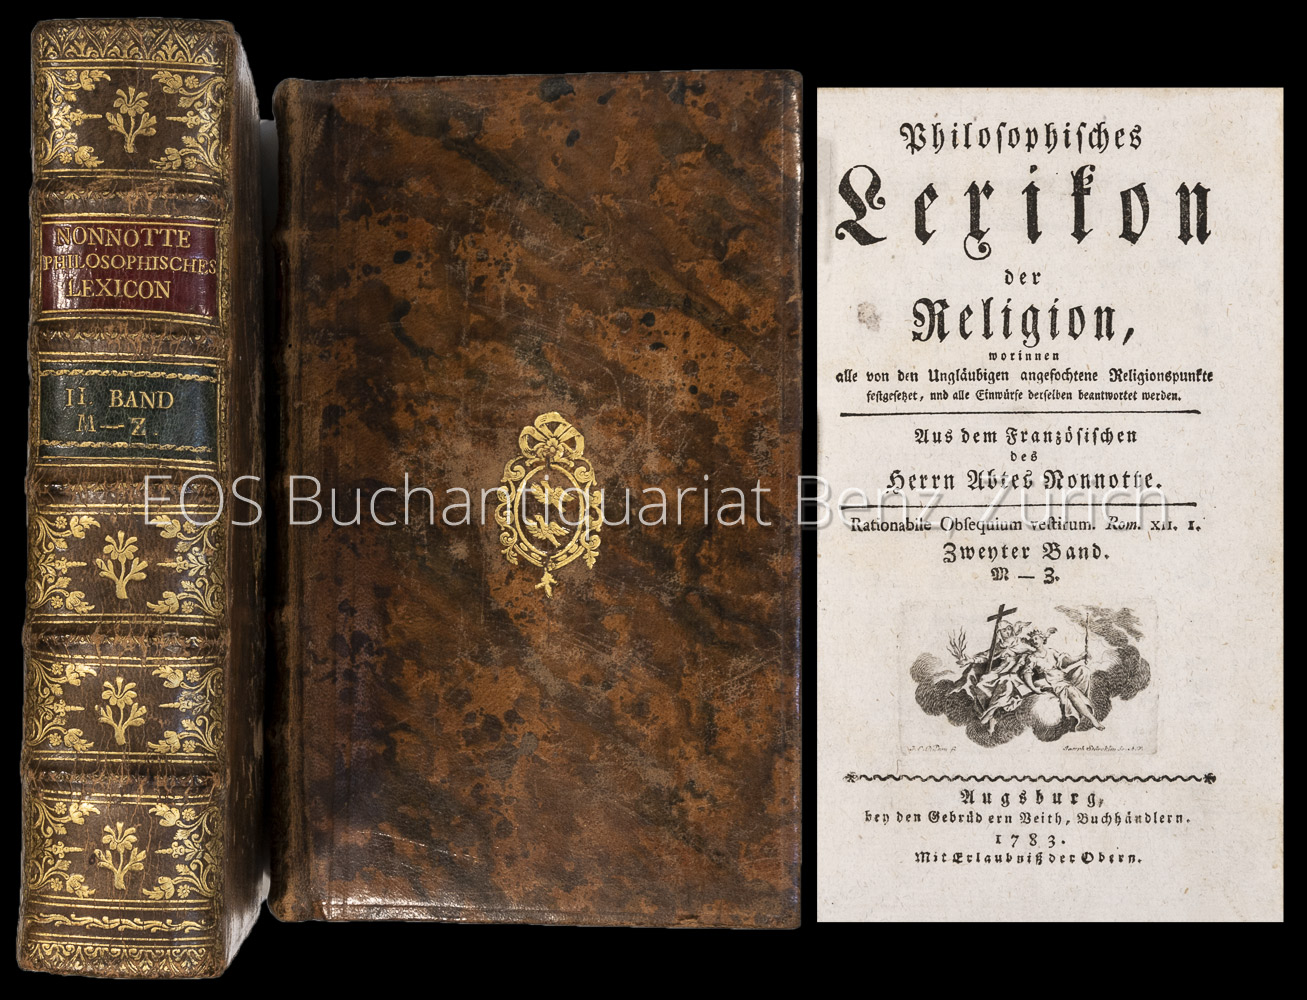 NONNOTTE
PHILOSOPHISCHES
LEXICON
II. BAND
M—Z.
EOS Buchantiquariat Benz, Zürich
Philoſophiſches
Lexikon
der
Religion,
worinnen
alle von den Ungläubigen angefochtene Religionspunkte
feſtgeſetzet, und alle Einwürfe derſelben beantwortet werden.
Aus dem Französiſchen
des
Herrn Abtes Nonnotte.
Rationabile Obſequium veſtrum. Rom. XII. 1.
Zweyter Band.
M — Z.
Augsburg,
bey den Gebrüdern Veith, Buchhändlern.
1783.
Mit Erlaubniß der Obern.